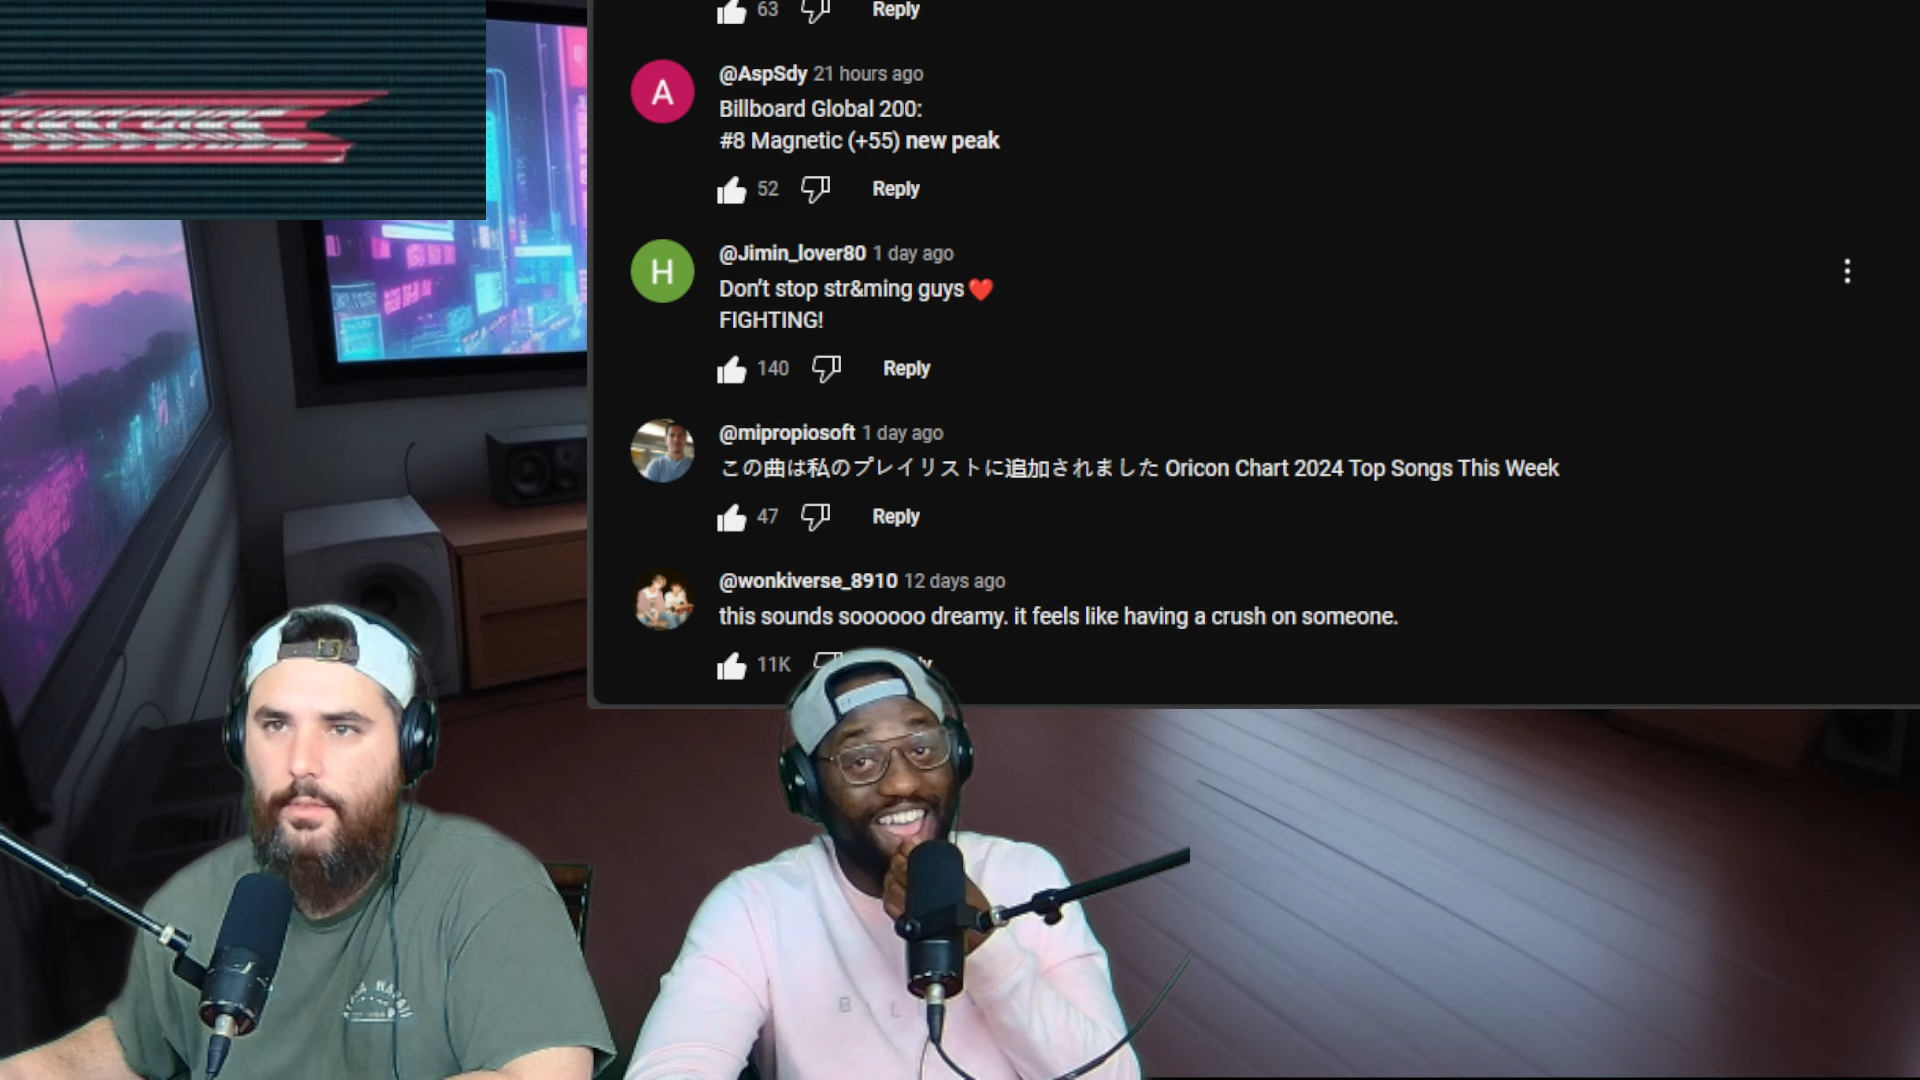 63 Reply
@AspSdy 21 hours ago
Billboard Global 200:
#8 Magnetic (+55) new peak
52 Reply
@Jimin_lover80 1 day ago
Don't stop str&ming guys❤️
FIGHTING!
140 Reply
@mipropiosoft 1 day ago
この曲は私のプレイリストに追加されました Oricon Chart 2024 Top Songs This Week
47 Reply
@wonkiverse_8910 12 days ago
this sounds soooooo dreamy. it feels like having a crush on someone.
11K
A
H